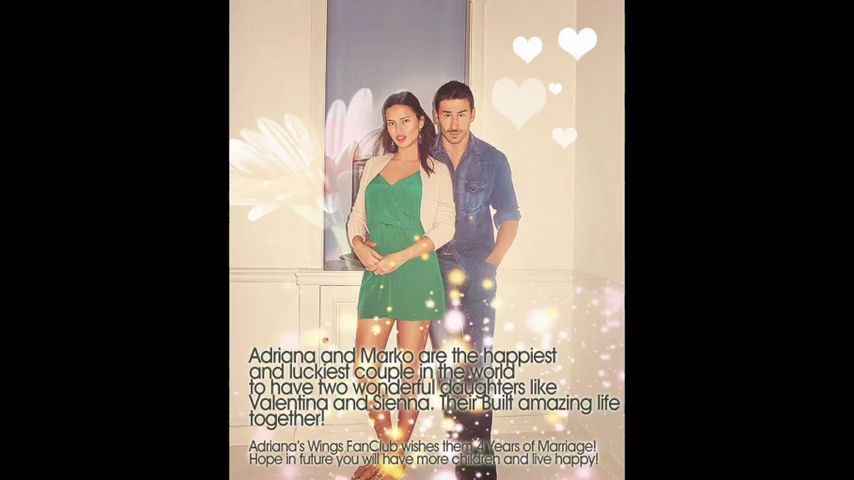 Adriana and Marko are the happiest
and luckiest couple in the world
to have two wonderful daughters like
Valentina and Sienna. Their Built amazing life
together!
Adriana's Wings FanClub wishes them 4 Years of Marriage!
Hope in future you will have more children and live happy!